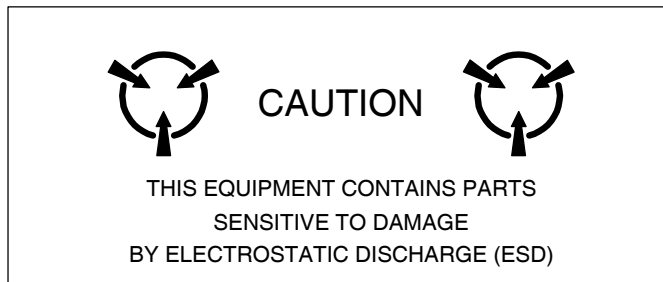 CAUTION
THIS EQUIPMENT CONTAINS PARTS
SENSITIVE TO DAMAGE
BY ELECTROSTATIC DISCHARGE (ESD)